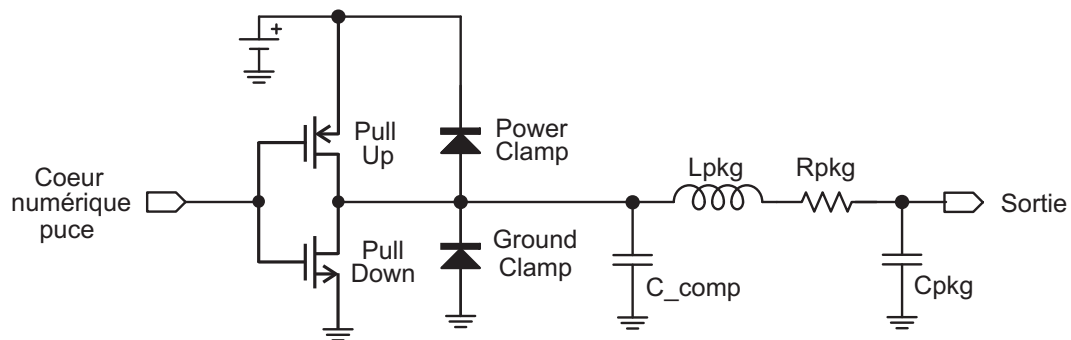 +
Pull
Up
Power
Clamp
Coeur
numérique
puce
Lpkg
Rpkg
Sortie
Pull
Down
Ground
Clamp
C_comp
Cpkg